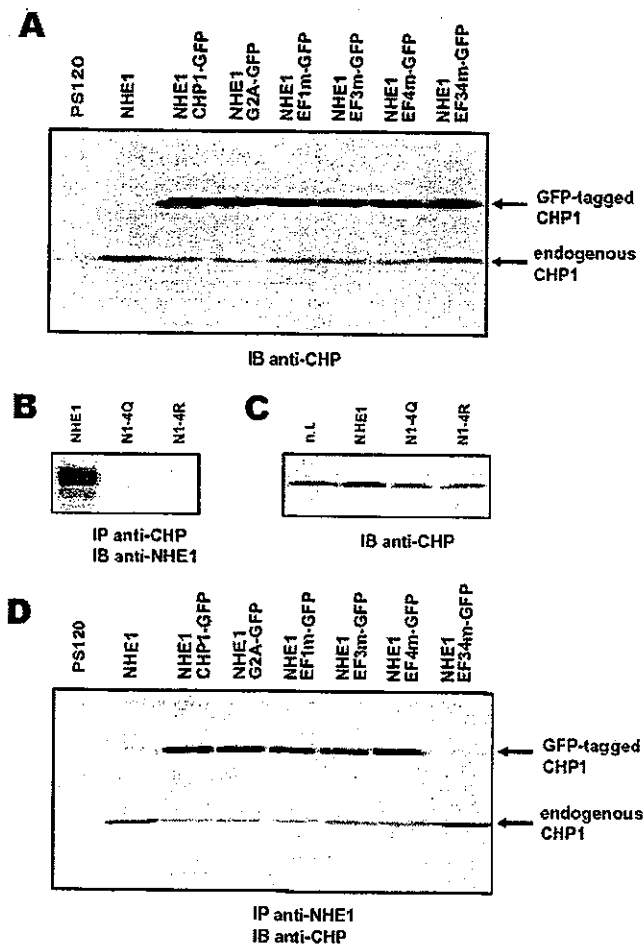 A
PS120
NHE1
NHE1
CHP1-GFP
NHE1
G2A-GFP
NHE1
EF1m-GFP
NHE1
EF3m-GFP
NHE1
EF4m-GFP
NHE1
EF34m-GFP
GFP-tagged
CHP1
endogenous
CHP1
IB anti-CHP
B
NHE1
N1-4Q
N1-4R
IP anti-CHP
IB anti-NHE1
C
n.t.
NHE1
N1-4Q
N1-4R
IB anti-CHP
D
PS120
NHE1
NHE1
CHP1-GFP
NHE1
G2A-GFP
NHE1
EF1m-GFP
NHE1
EF3m-GFP
NHE1
EF4m-GFP
NHE1
EF34m-GFP
GFP-tagged
CHP1
endogenous
CHP1
IP anti-NHE1
IB anti-CHP